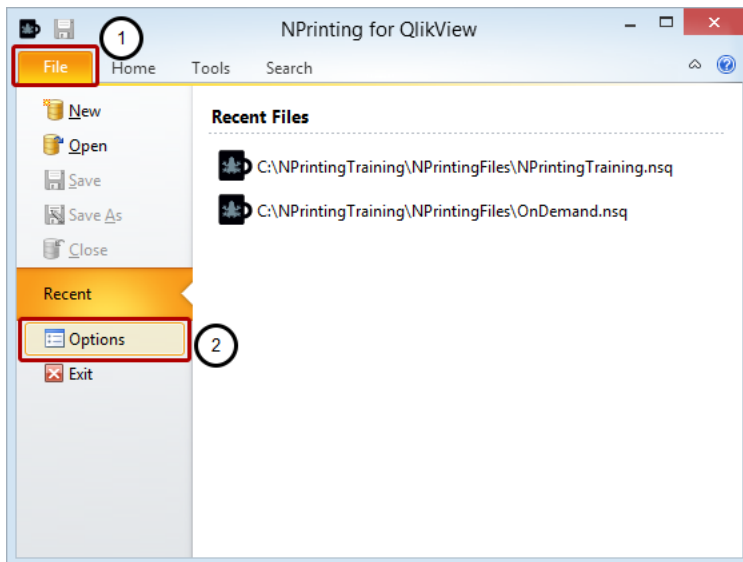 NPrinting for QlikView
1
File Home Tools Search
New
Open
Save
Save As
Close
Recent
Options
2
Exit
Recent Files
C:\NPrintingTraining\NPrintingFiles\NPrintingTraining.nsq
C:\NPrintingTraining\NPrintingFiles\OnDemand.nsq